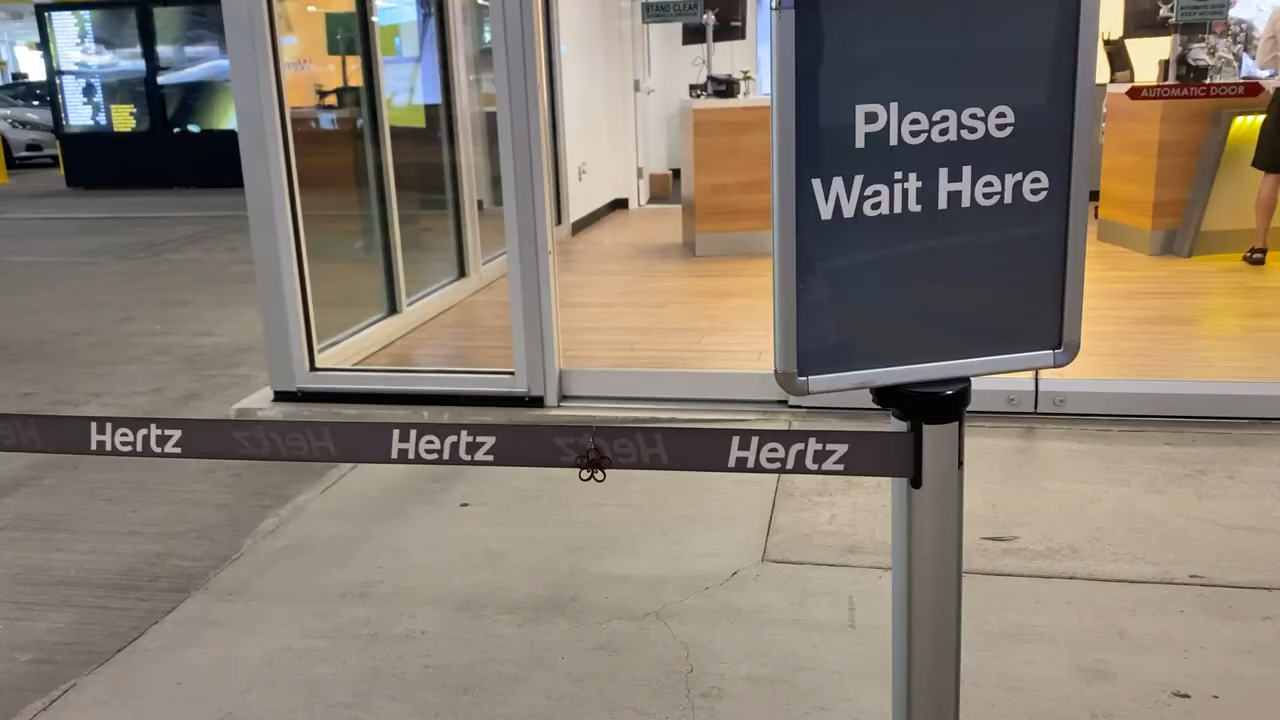 STAND CLEAR
Please
Wait Here
AUTOMATIC DOOR
Hertz
Hertz
Hertz